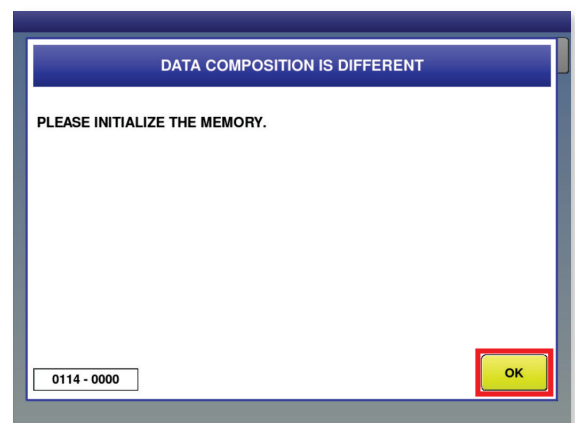 DATA COMPOSITION IS DIFFERENT
PLEASE INITIALIZE THE MEMORY.
0114 - 0000
OK